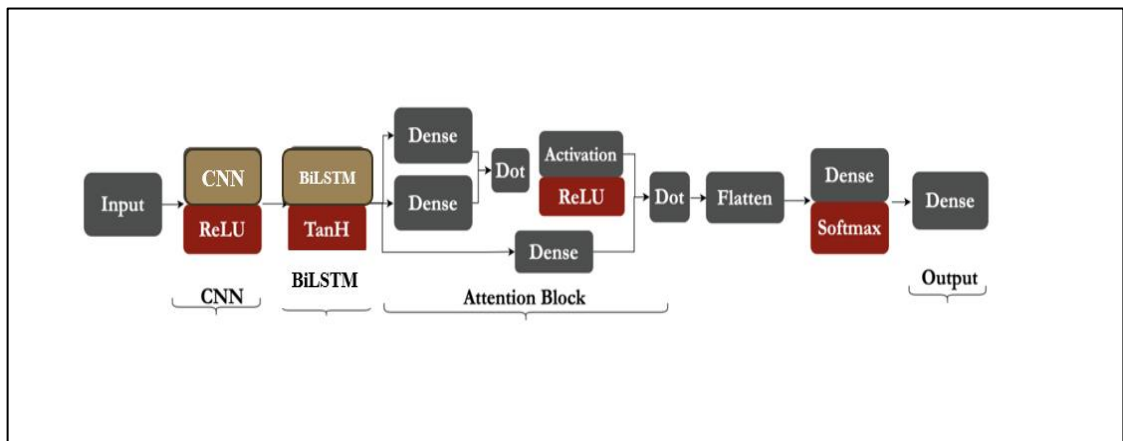 Input
CNN
ReLU
BiLSTM
TanH
Dense
Dense
Dot
Activation
ReLU
Dense
Dot
Flatten
Dense
Softmax
Dense
CNN
BiLSTM
Attention Block
Output